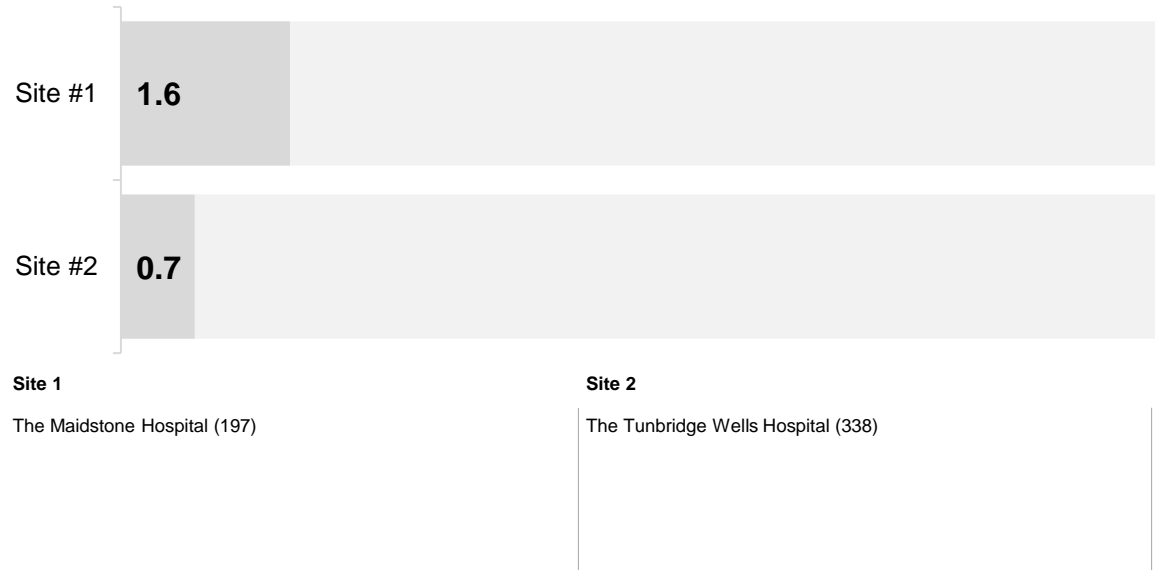 Site #1
1.6
Site #2
0.7
Site 1
Site 2
The Maidstone Hospital (197)
The Tunbridge Wells Hospital (338)